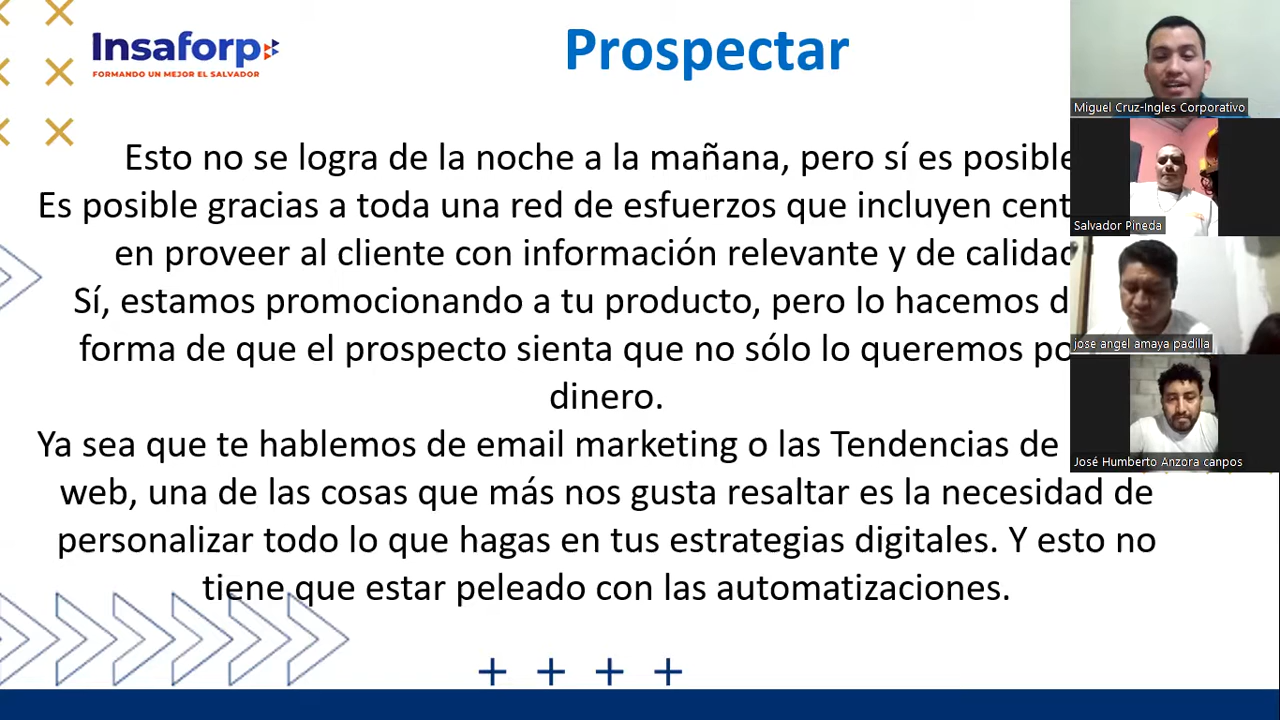 Insaforp
FORMANDO UN MEJOR EL SALVADOR
Prospectar
Esto no se logra de la noche a la mañana, pero sí es posible
Es posible gracias a toda una red de esfuerzos que incluyen
en proveer al cliente con información relevante y de
Sí, estamos promocionando a tu producto, pero lo hacemos
forma de que el prospecto sienta que no sólo lo queremos
dinero.
Ya sea que te hablemos de email marketing o las Tendencias de
web, una de las cosas que más nos gusta resaltar es la necesidad de
personalizar todo lo que hagas en tus estrategias digitales. Y esto no
tiene que estar peleado con las automatizaciones.
Miguel Cruz-Ingles Corporativo
Salvador Pineda
jose angel amaya padilla
José Humberto Anzora canpos